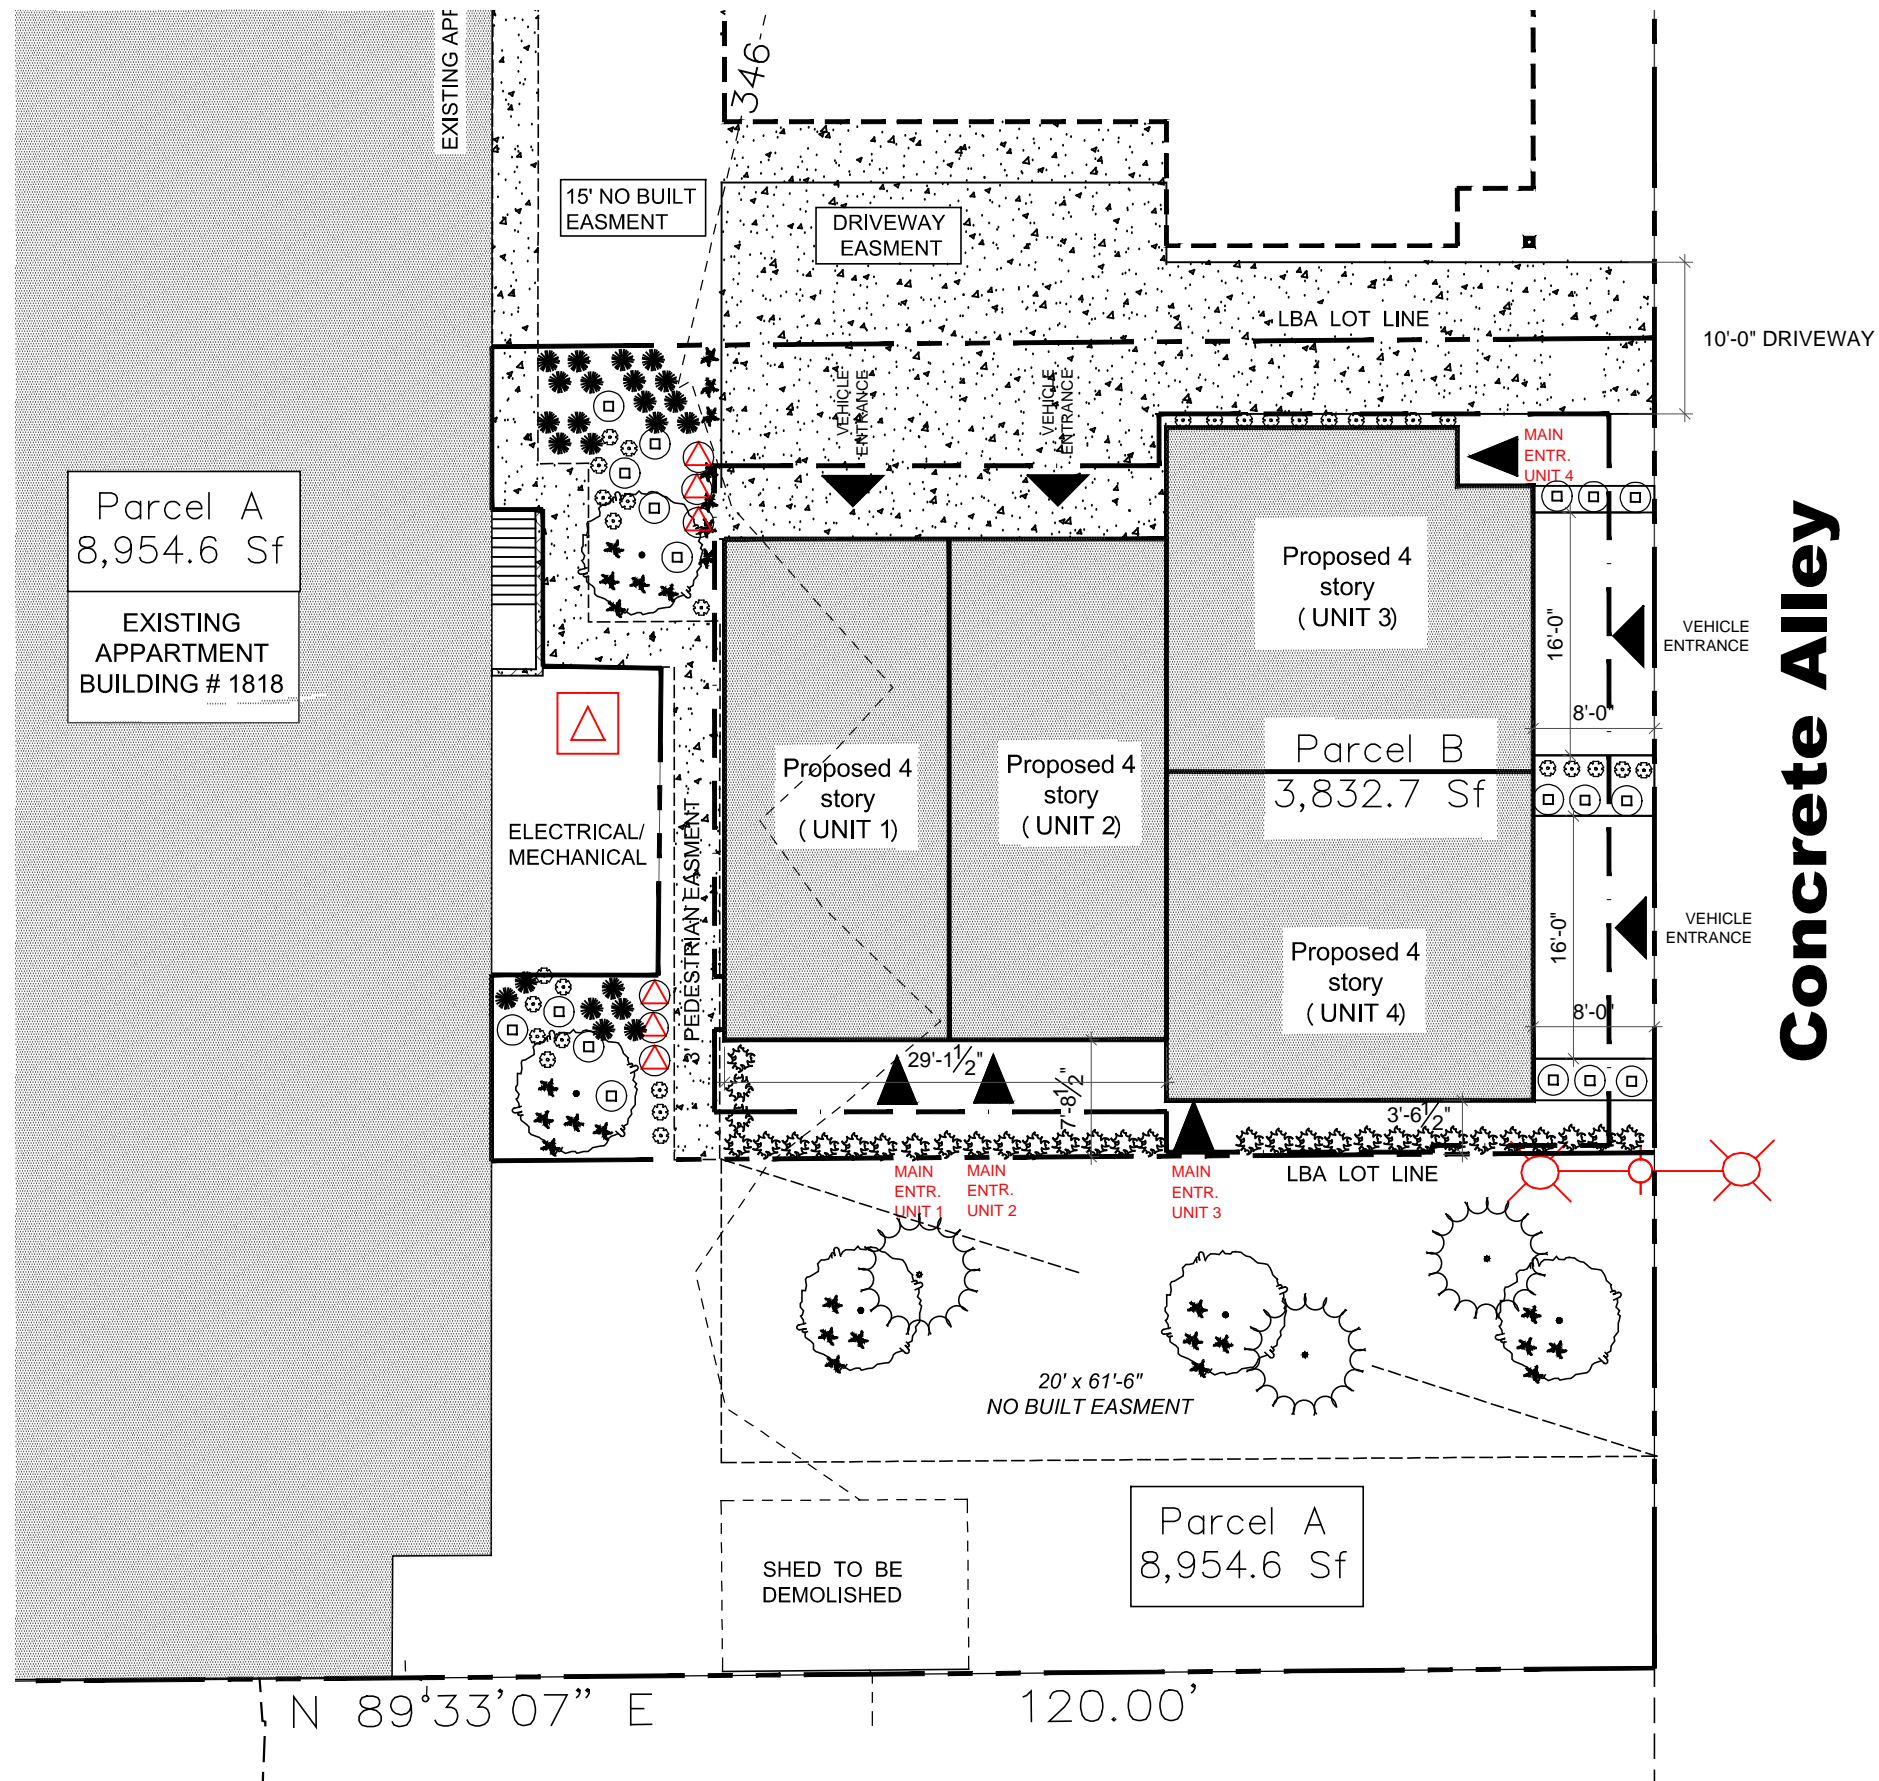 EXISTING APP
346
15' NO BUILT
EASMENT
DRIVEWAY
EASMENT
LBA LOT LINE
10'-0" DRIVEWAY
VEHICLE
ENTRANCE
VEHICLE
ENTRANCE
MAIN
ENTR.
UNIT 4
Parcel A
8,954.6 Sf
EXISTING
APPARTMENT
BUILDING # 1818
Proposed 4
story
( UNIT 3)
16'-0"
VEHICLE
ENTRANCE
8'-0"
Concrete Alley
Parcel B
3,832.7 Sf
Proposed 4
story
( UNIT 1)
Proposed 4
story
( UNIT 2)
ELECTRICAL/
MECHANICAL
3' PEDESTRIAN EASMENT
Proposed 4
story
( UNIT 4)
16'-0"
VEHICLE
ENTRANCE
8'-0"
29'-1½"
7'-8½"
3'-6½"
MAIN
ENTR.
UNIT 1
MAIN
ENTR.
UNIT 2
MAIN
ENTR.
UNIT 3
LBA LOT LINE
20' x 61'-6"
NO BUILT EASMENT
Parcel A
8,954.6 Sf
SHED TO BE
DEMOLISHED
N 89°33'07" E
120.00'